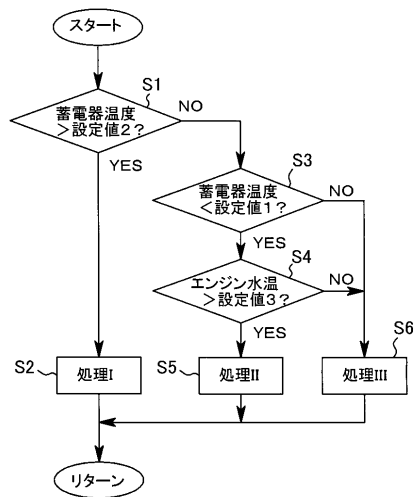 スタート
S1
蓄電器温度
>設定値2?
NO
YES
S3
蓄電器温度
<設定値1?
NO
YES
S4
エンジン水温
>設定値3?
NO
YES
S2
処理I
S5
処理II
S6
処理III
リターン